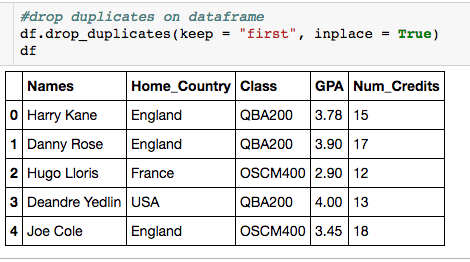 #drop duplicates on dataframe
df.drop_duplicates(keep = "first", inplace = True)
df
Names Home_Country Class GPA Num_Credits
0 Harry Kane England QBA200 3.78 15
1 Danny Rose England QBA200 3.90 17
2 Hugo Lloris France OSCM400 2.90 12
3 Deandre Yedlin USA QBA200 4.00 13
4 Joe Cole England OSCM400 3.45 18